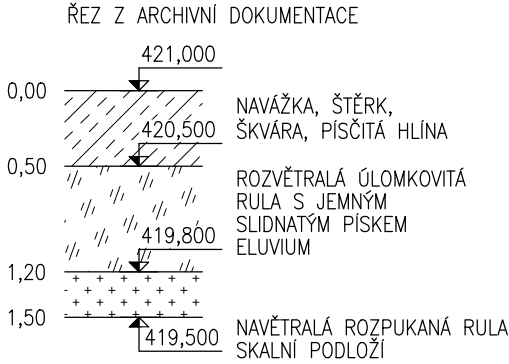 ŘEZ Z ARCHIVNÍ DOKUMENTACE
421,000
0,00
NAVÁŽKA, ŠTĚRK,
ŠKVÁRA, PÍSČITÁ HLÍNA
420,500
0,50
ROZVĚTRALÁ ÚLOMKOVITÁ
RULA S JEMNÝM
SLIDNATÝM PÍSKEM
ELUVIUM
419,800
1,20
1,50
419,500
NAVĚTRALÁ ROZPUKANÁ RULA
SKALNÍ PODLOŽÍ